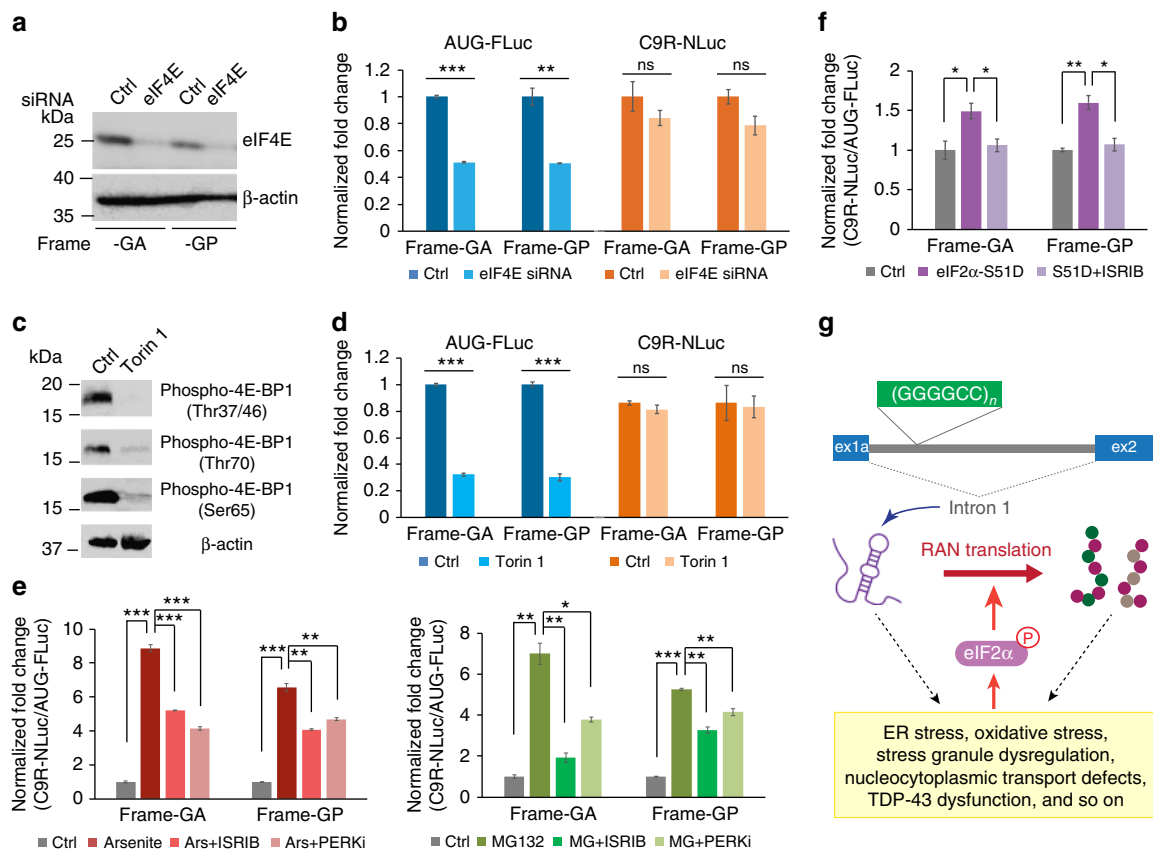 a
siRNA
Ctrl
eIF4E
Ctrl
eIF4E
kDa
25
eIF4E
40
β-actin
35
Frame
-GA
-GP
b
AUG-FLuc
C9R-NLuc
Normalized fold change
1.2
1
0.8
0.6
0.4
0.2
0
***
**
ns
ns
Frame-GA
Frame-GP
Frame-GA
Frame-GP
Ctrl
eIF4E siRNA
Ctrl
eIF4E siRNA
f
Normalized fold change
(C9R-NLuc/AUG-FLuc)
2
1.5
1
0.5
0
*
*
**
*
Frame-GA
Frame-GP
Ctrl
eIF2α-S51D
S51D+ISRIB
c
kDa
Ctrl
Torin 1
20
15
Phospho-4E-BP1
(Thr37/46)
15
Phospho-4E-BP1
(Thr70)
15
Phospho-4E-BP1
(Ser65)
37
β-actin
d
AUG-FLuc
C9R-NLuc
Normalized fold change
1.2
1
0.8
0.6
0.4
0.2
0
***
***
ns
ns
Frame-GA
Frame-GP
Frame-GA
Frame-GP
Ctrl
Torin 1
Ctrl
Torin 1
g
(GGGGCC)n
ex1a
ex2
Intron 1
RAN translation
eIF2α
P
ER stress, oxidative stress,
stress granule dysregulation,
nucleocytoplasmic transport defects,
TDP-43 dysfunction, and so on
e
Normalized fold change
(C9R-NLuc/AUG-FLuc)
10
8
6
4
2
0
***
***
***
***
**
**
Frame-GA
Frame-GP
Ctrl
Arsenite
Ars+ISRIB
Ars+PERKi
Normalized fold change
(C9R-NLuc/AUG-FLuc)
8
6
4
2
0
**
**
*
***
**
**
Frame-GA
Frame-GP
Ctrl
MG132
MG+ISRIB
MG+PERKi